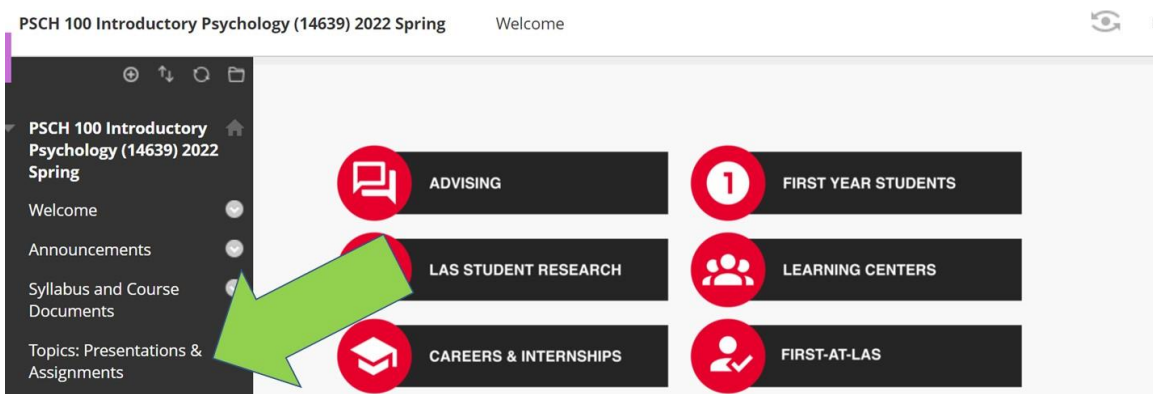 PSCH 100 Introductory Psychology (14639) 2022 Spring Welcome
PSCH 100 Introductory
Psychology (14639) 2022
Spring
Welcome
Announcements
Syllabus and Course
Documents
Topics: Presentations &
Assignments
ADVISING
1 FIRST YEAR STUDENTS
LAS STUDENT RESEARCH
LEARNING CENTERS
CAREERS & INTERNSHIPS
FIRST-AT-LAS